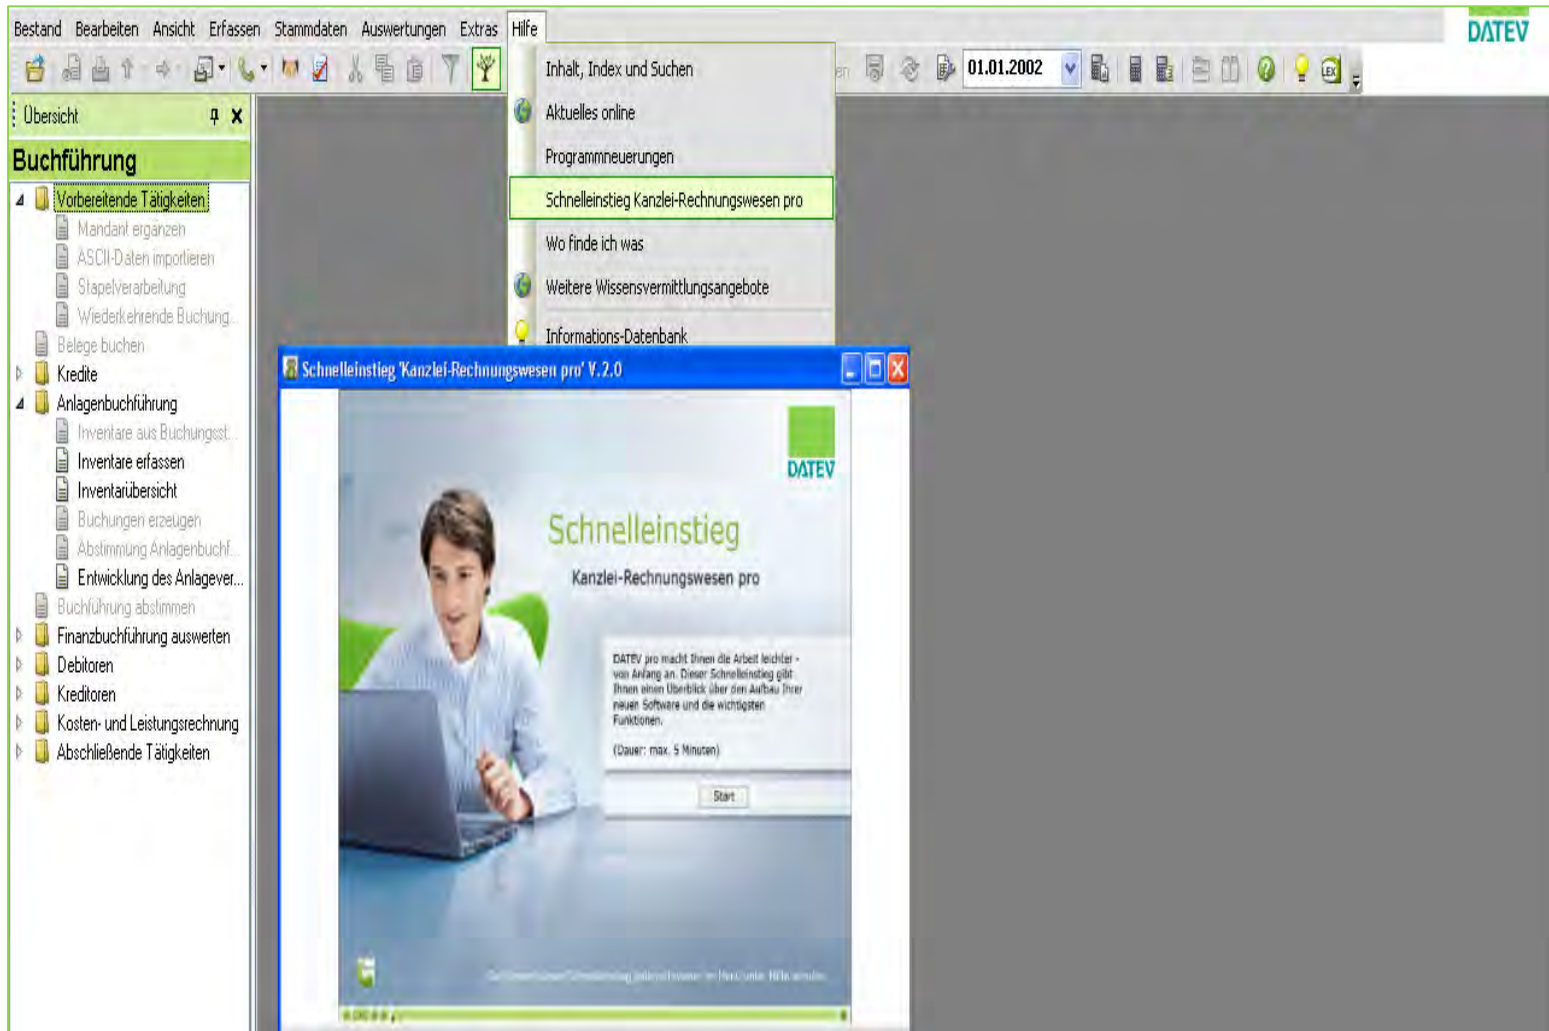 Bestand Bearbeiten Ansicht Erfassen Stammdaten Auswertungen Extras Hilfe
DATEV
01.01.2002
LEX
Inhalt, Index und Suchen
Aktuelles online
Programmneuerungen
Schnelleinstieg Kanzlei-Rechnungswesen pro
Wo finde ich was
Weitere Wissensvermittlungsangebote
Informations-Datenbank
Übersicht
Buchführung
Vorbereitende Tätigkeiten
Mandant ergänzen
ASCII-Daten importieren
Stapelverarbeitung
Wiederkehrende Buchung...
Belege buchen
Kredite
Anlagenbuchführung
Inventare aus Buchungsst...
Inventare erfassen
Inventarübersicht
Buchungen erzeugen
Abstimmung Anlagenbuchf...
Entwicklung des Anlagever...
Buchführung abstimmen
Finanzbuchführung auswerten
Debitoren
Kreditoren
Kosten- und Leistungsrechnung
Abschließende Tätigkeiten
Schnelleinstieg 'Kanzlei-Rechnungswesen pro' V.2.0
DATEV
Schnelleinstieg
Kanzlei-Rechnungswesen pro
DATEV pro macht Ihnen die Arbeit leichter -
von Anfang an. Dieser Schnelleinstieg gibt
Ihnen einen Überblick über den Aufbau Ihrer
neuen Software und die wichtigsten
Funktionen.
(Dauer: max. 5 Minuten)
Start